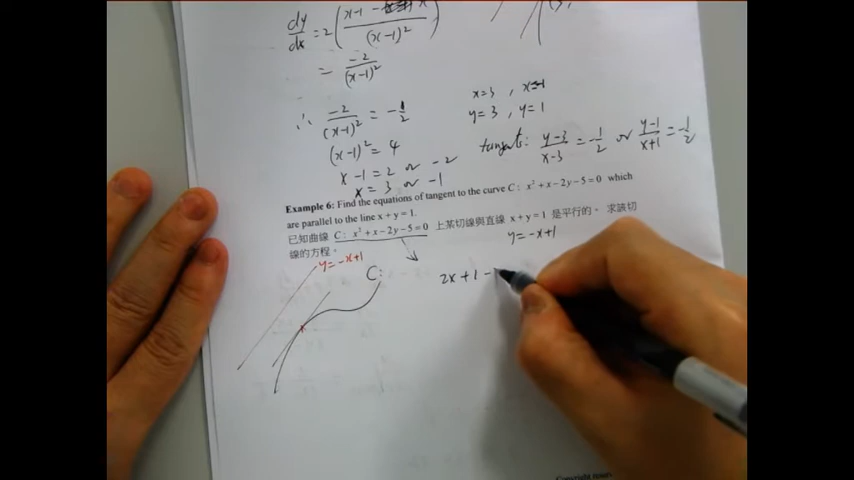 dy/dx = 2 ( x-1 - x / (x-1)² )
= -2/(x-1)²
∴ -2/(x-1)² = -1/2
(x-1)² = 4
x-1 = 2 or -2
x = 3 or -1
x=3 ,
y=3 , y=1
tangents: y-3/x-3 = -1/2 or y-1/x+1 = -1/2
Example 6: Find the equations of tangent to the curve C : x² + x − 2y − 5 = 0 which
are parallel to the line x + y = 1.
已知曲線 C : x² + x − 2y − 5 = 0 上某切線與直線 x + y = 1 是平行的。求該切
線的方程。
y = -x+1
y = -x+1
C:
2x + 1 -